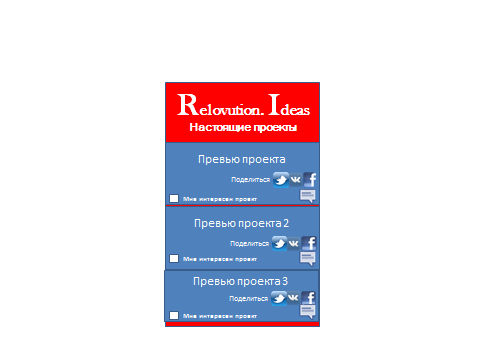 Relovution. Ideas
Настоящие проекты
Превью проекта
Поделиться
Мне интересен проект
Превью проекта 2
Поделиться
Мне интересен проект
Превью проекта 3
Поделиться
Мне интересен проект